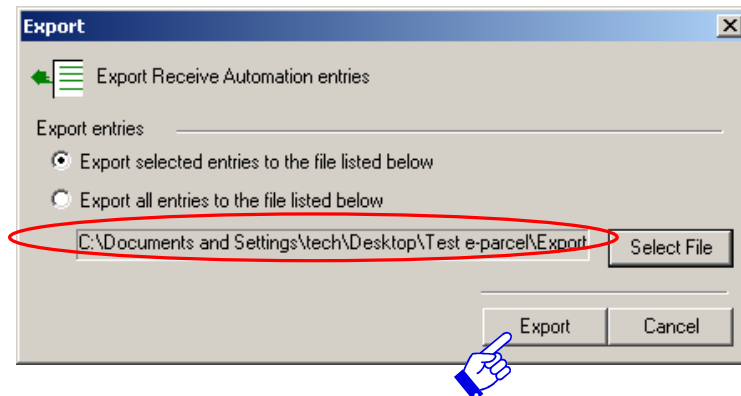 Export
Export Receive Automation entries
Export entries
Export selected entries to the file listed below
Export all entries to the file listed below
C:\Documents and Settings\tech\Desktop\Test e-parcel\Export
Select File
Export
Cancel